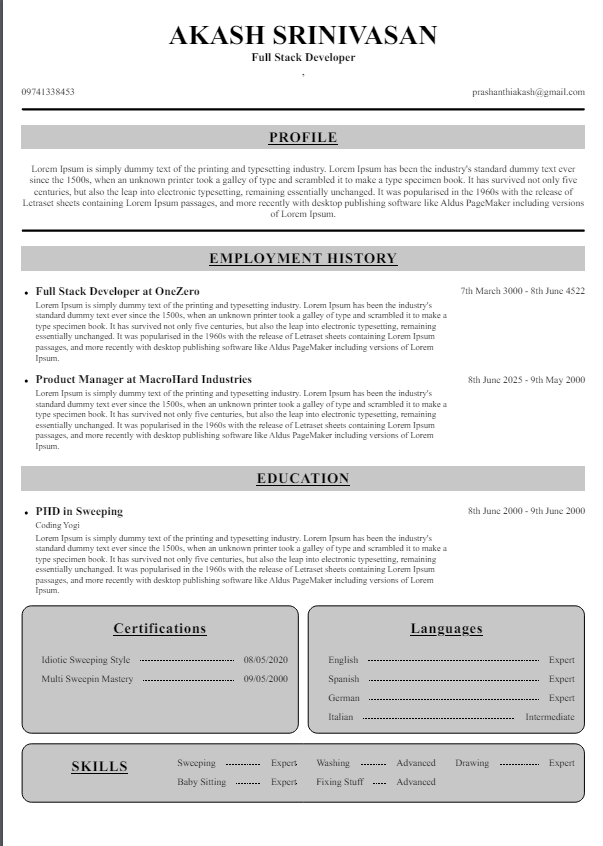 AKASH SRINIVASAN
Full Stack Developer
,
09741338453 prashanthiakash@gmail.com
PROFILE
Lorem Ipsum is simply dummy text of the printing and typesetting industry. Lorem Ipsum has been the industry's standard dummy text ever
since the 1500s, when an unknown printer took a galley of type and scrambled it to make a type specimen book. It has survived not only five
centuries, but also the leap into electronic typesetting, remaining essentially unchanged. It was popularised in the 1960s with the release of
Letraset sheets containing Lorem Ipsum passages, and more recently with desktop publishing software like Aldus PageMaker including versions
of Lorem Ipsum.
EMPLOYMENT HISTORY
• Full Stack Developer at OneZero 7th March 3000 - 8th June 4522
Lorem Ipsum is simply dummy text of the printing and typesetting industry. Lorem Ipsum has been the industry's
standard dummy text ever since the 1500s, when an unknown printer took a galley of type and scrambled it to make a
type specimen book. It has survived not only five centuries, but also the leap into electronic typesetting, remaining
essentially unchanged. It was popularised in the 1960s with the release of Letraset sheets containing Lorem Ipsum
passages, and more recently with desktop publishing software like Aldus PageMaker including versions of Lorem
Ipsum.
• Product Manager at MacroHard Industries 8th June 2025 - 9th May 2000
Lorem Ipsum is simply dummy text of the printing and typesetting industry. Lorem Ipsum has been the industry's
standard dummy text ever since the 1500s, when an unknown printer took a galley of type and scrambled it to make a
type specimen book. It has survived not only five centuries, but also the leap into electronic typesetting, remaining
essentially unchanged. It was popularised in the 1960s with the release of Letraset sheets containing Lorem Ipsum
passages, and more recently with desktop publishing software like Aldus PageMaker including versions of Lorem
Ipsum.
EDUCATION
• PHD in Sweeping 8th June 2000 - 9th June 2000
Coding Yogi
Lorem Ipsum is simply dummy text of the printing and typesetting industry. Lorem Ipsum has been the industry's
standard dummy text ever since the 1500s, when an unknown printer took a galley of type and scrambled it to make a
type specimen book. It has survived not only five centuries, but also the leap into electronic typesetting, remaining
essentially unchanged. It was popularised in the 1960s with the release of Letraset sheets containing Lorem Ipsum
passages, and more recently with desktop publishing software like Aldus PageMaker including versions of Lorem
Ipsum.
Certifications
Idiotic Sweeping Style 08/05/2020
Multi Sweepin Mastery 09/05/2000
Languages
English Expert
Spanish Expert
German Expert
Italian Intermediate
SKILLS
Sweeping Expert Washing Advanced Drawing Expert
Baby Sitting Expert Fixing Stuff Advanced